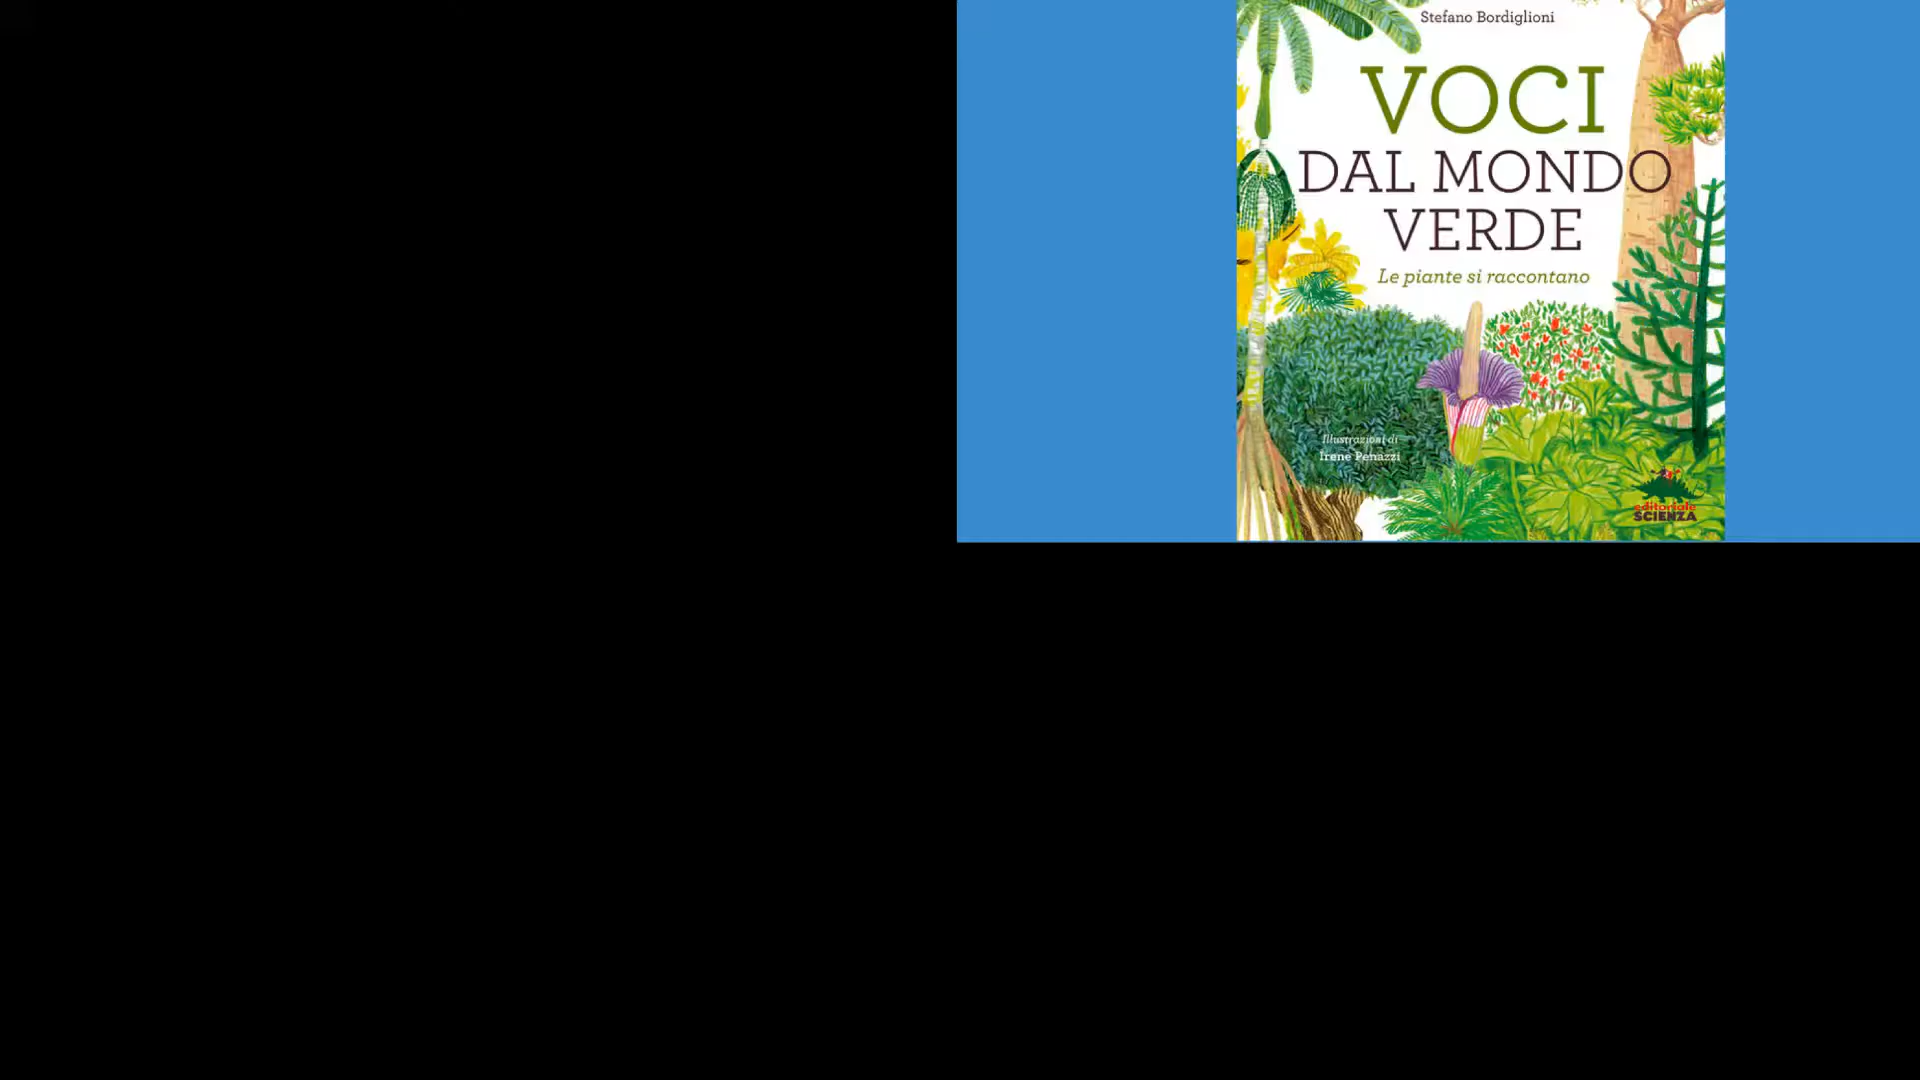 Stefano Bordiglioni
VOCI
DAL MONDO
VERDE
Le piante si raccontano
Illustrazioni di
Irene Penazzi
editoriale
SCIENZA